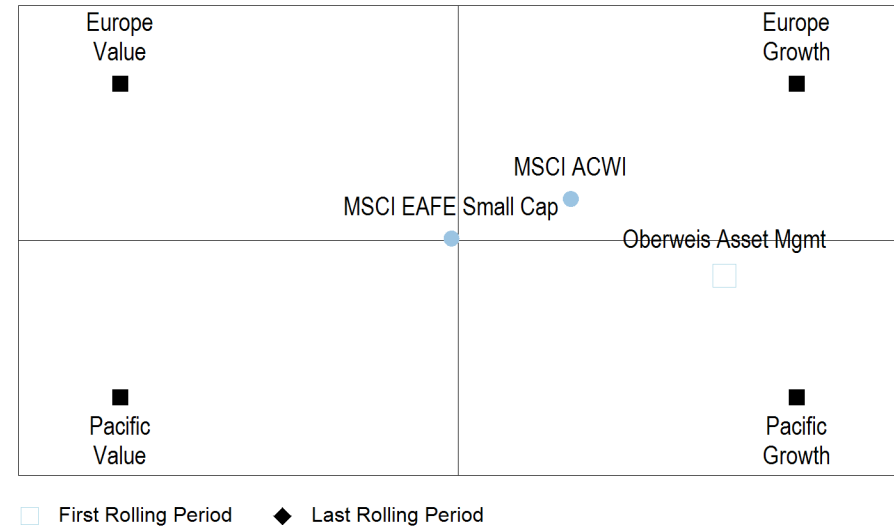 Europe
Value
Europe
Growth
MSCI ACWI
MSCI EAFE Small Cap
Oberweis Asset Mgmt
Pacific
Value
Pacific
Growth
First Rolling Period
Last Rolling Period